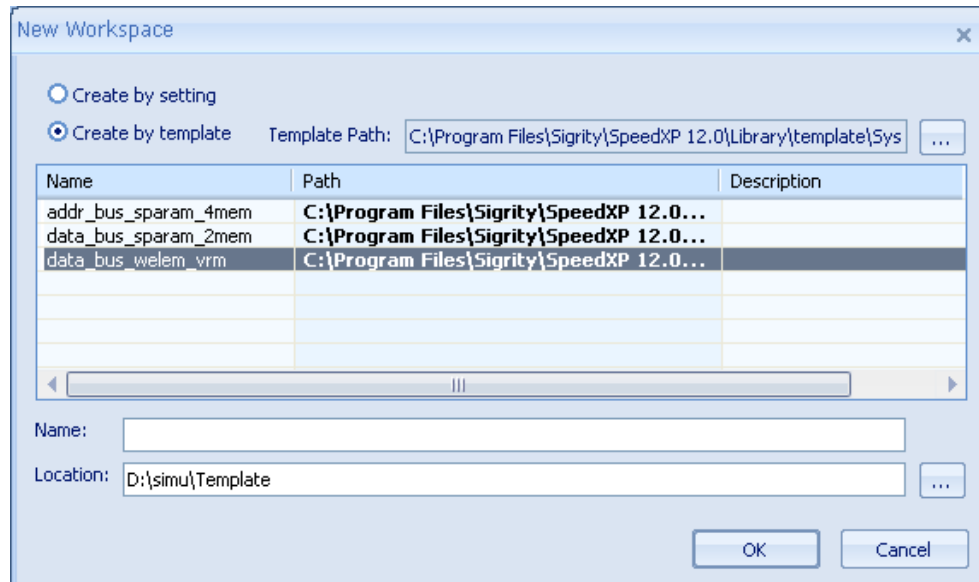 New Workspace
Create by setting
Create by template Template Path: C:\Program Files\Sigrity\SpeedXP 12.0\Library\template\Sys ...
Name Path Description
addr_bus_sparam_4mem C:\Program Files\Sigrity\SpeedXP 12.0...
data_bus_sparam_2mem C:\Program Files\Sigrity\SpeedXP 12.0...
data_bus_welem_vrm C:\Program Files\Sigrity\SpeedXP 12.0...
Name:
Location: D:\simu\Template ...
OK Cancel